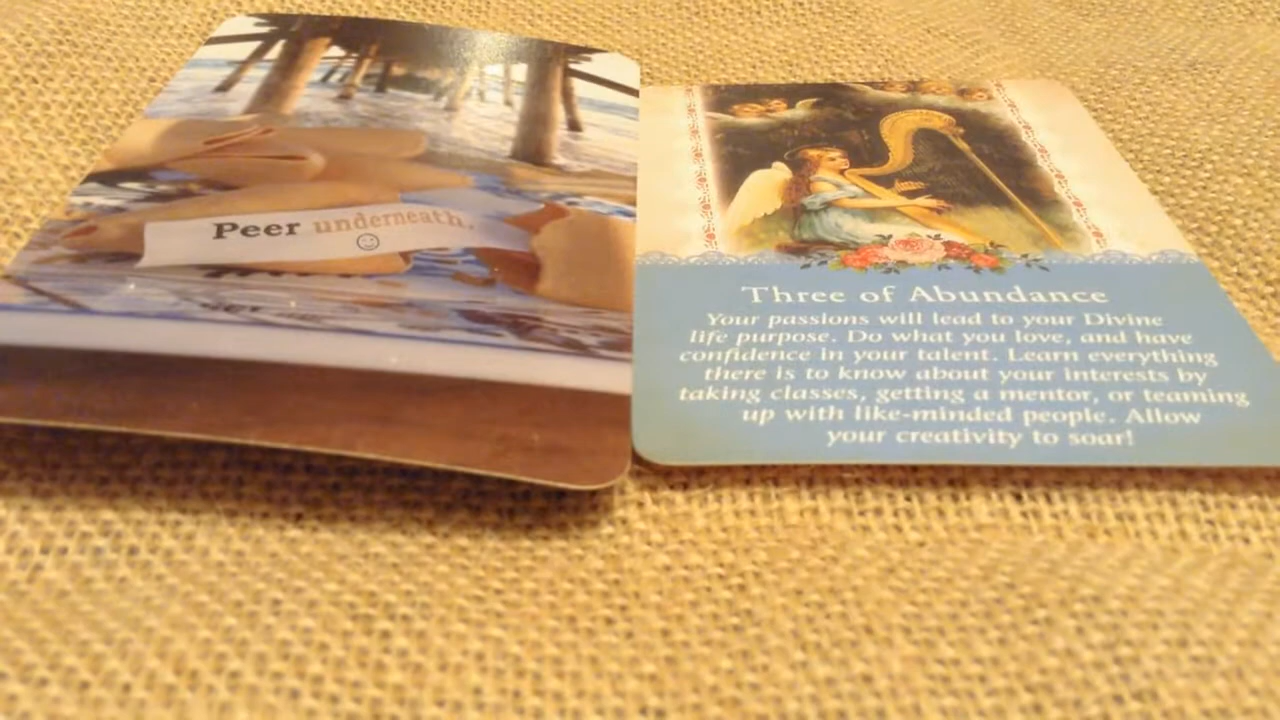 Peer underneath.
Three of Abundance
Your passions will lead to your Divine
life purpose. Do what you love, and have
confidence in your talent. Learn everything
there is to know about your interests by
taking classes, getting a mentor, or teaming
up with like-minded people. Allow
your creativity to soar!